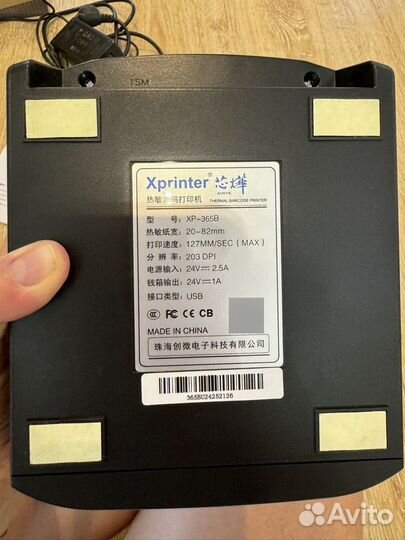 TSM
Xprinter® 芯烨
XINYE
热敏条码打印机 THERMAL BARCODE PRINTER
型 号: XP-365B
热敏纸宽: 20-82mm
打印速度: 127MM/SEC (MAX)
分 辨 率: 203 DPI
电源输入: 24V⎓2.5A
钱箱输出: 24V⎓1A
接口类型: USB
FC CCC CE CB
MADE IN CHINA
珠海创微电子科技有限公司
365BU24252126
Avito